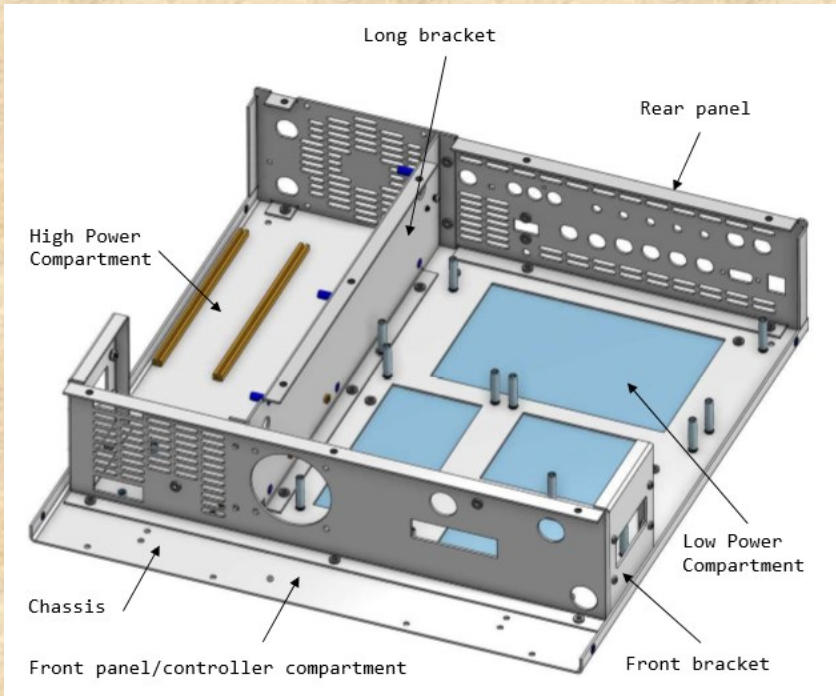 Long bracket
Rear panel
High Power
Compartment
Low Power
Compartment
Chassis
Front panel/controller compartment
Front bracket